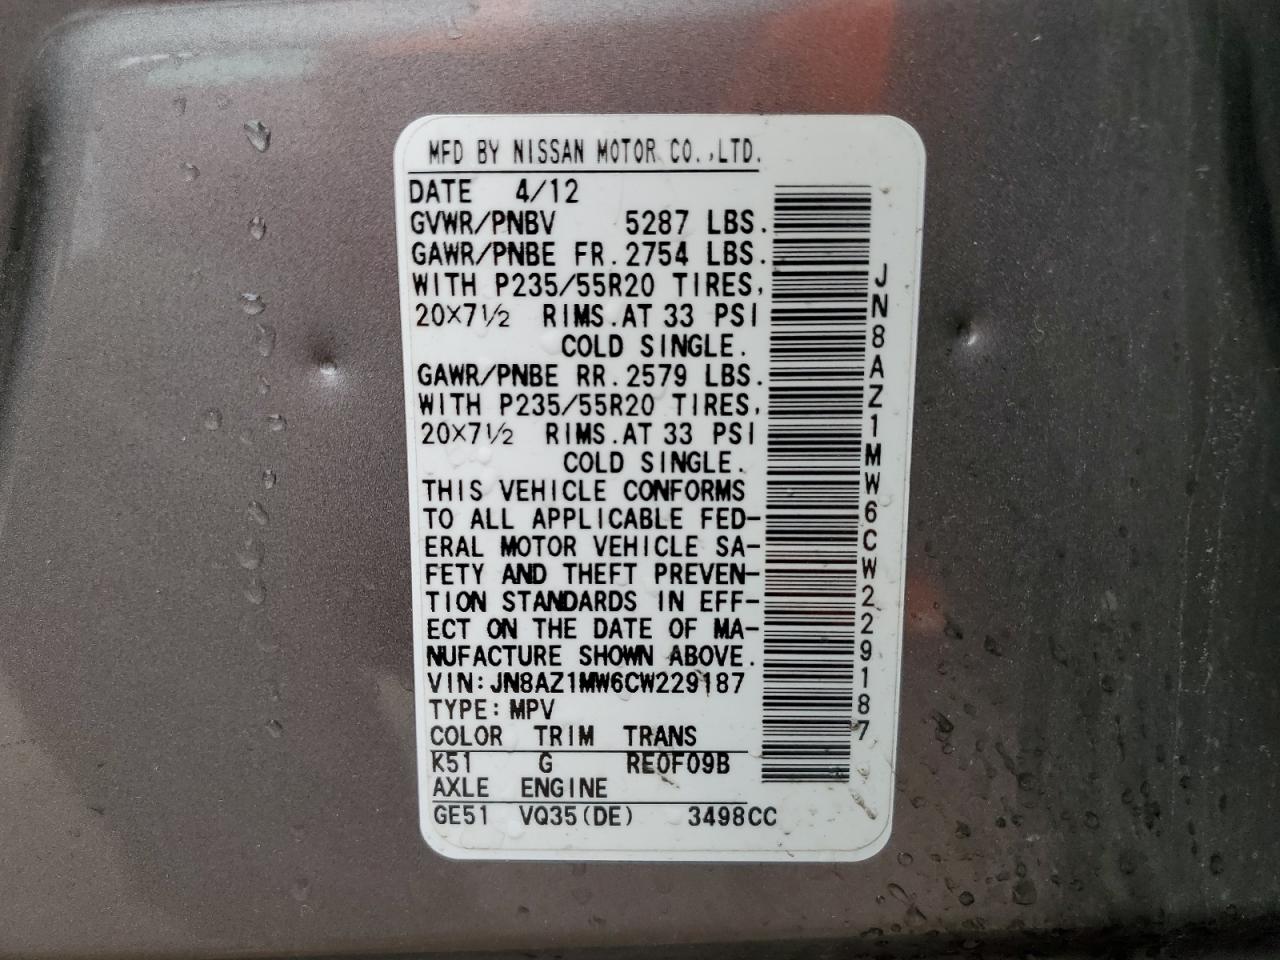 MFD BY NISSAN MOTOR CO.,LTD.
DATE 4/12
GVWR/PNBV 5287 LBS.
GAWR/PNBE FR.2754 LBS.
WITH P235/55R20 TIRES,
20×7½ RIMS.AT 33 PSI
COLD SINGLE.
GAWR/PNBE RR.2579 LBS.
WITH P235/55R20 TIRES,
20×7½ RIMS.AT 33 PSI
COLD SINGLE.
THIS VEHICLE CONFORMS
TO ALL APPLICABLE FED-
ERAL MOTOR VEHICLE SA-
FETY AND THEFT PREVEN-
TION STANDARDS IN EFF-
ECT ON THE DATE OF MA-
NUFACTURE SHOWN ABOVE.
VIN:JN8AZ1MW6CW229187
TYPE:MPV
COLOR TRIM TRANS
K51 G RE0F09B
AXLE ENGINE
GE51 VQ35(DE) 3498CC
JN8AZ1MW6CW229187